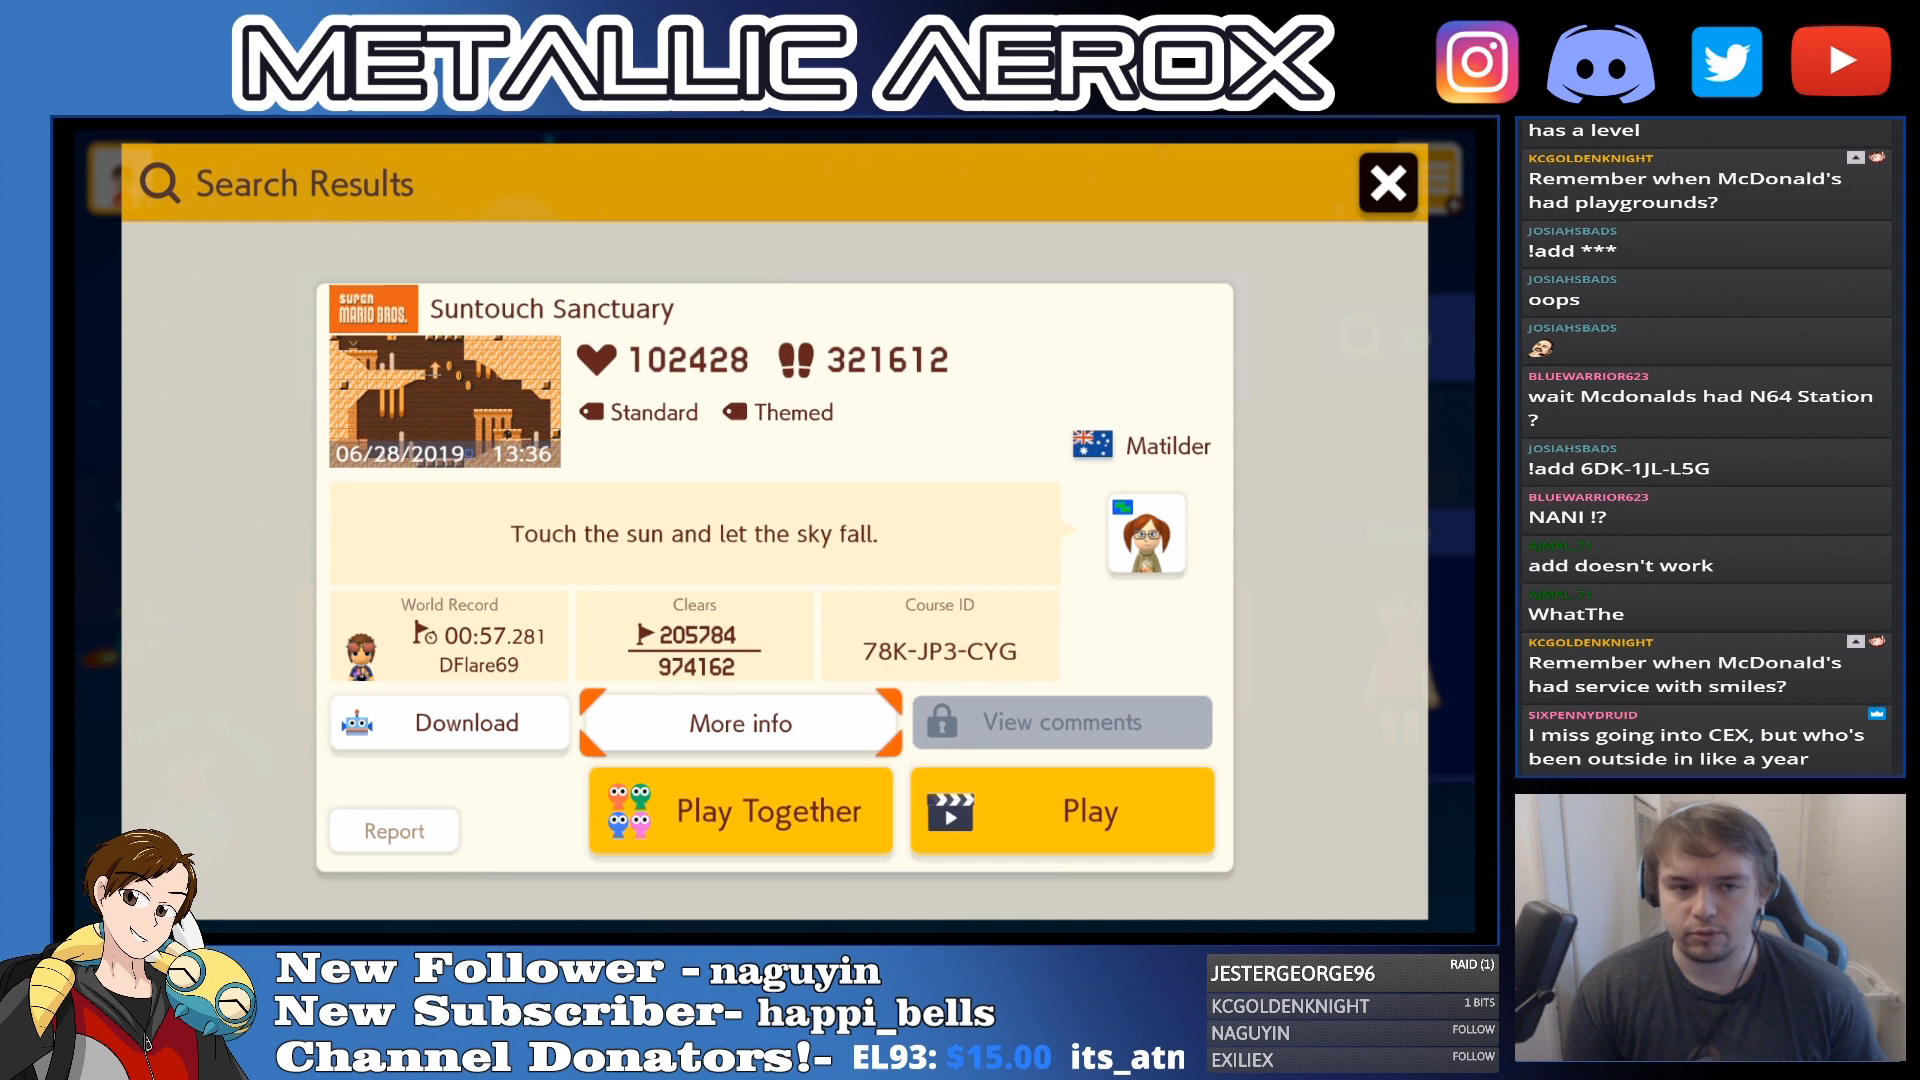 METALLIC AEROX
Search Results
SUPER
MARIO BROS.
Suntouch Sanctuary
102428 321612
Standard Themed
06/28/2019 13:36
Matilder
Touch the sun and let the sky fall.
World Record
00:57.281
DFlare69
Clears
205784
974162
Course ID
78K-JP3-CYG
Download
More info
View comments
Report
Play Together
Play
has a level
KCGOLDENKNIGHT
Remember when McDonald's
had playgrounds?
JOSIAHSBADS
!add ***
JOSIAHSBADS
oops
JOSIAHSBADS
BLUEWARRIOR623
wait Mcdonalds had N64 Station
?
JOSIAHSBADS
!add 6DK-1JL-L5G
BLUEWARRIOR623
NANI !?
AJMAL_71
add doesn't work
AJMAL_71
WhatThe
KCGOLDENKNIGHT
Remember when McDonald's
had service with smiles?
SIXPENNYDRUID
I miss going into CEX, but who's
been outside in like a year
New Follower - naguyin
New Subscriber- happi_bells
Channel Donators!- EL93: $15.00 its_atn
JESTERGEORGE96 RAID (1)
KCGOLDENKNIGHT 1 BITS
NAGUYIN FOLLOW
EXILIEX FOLLOW